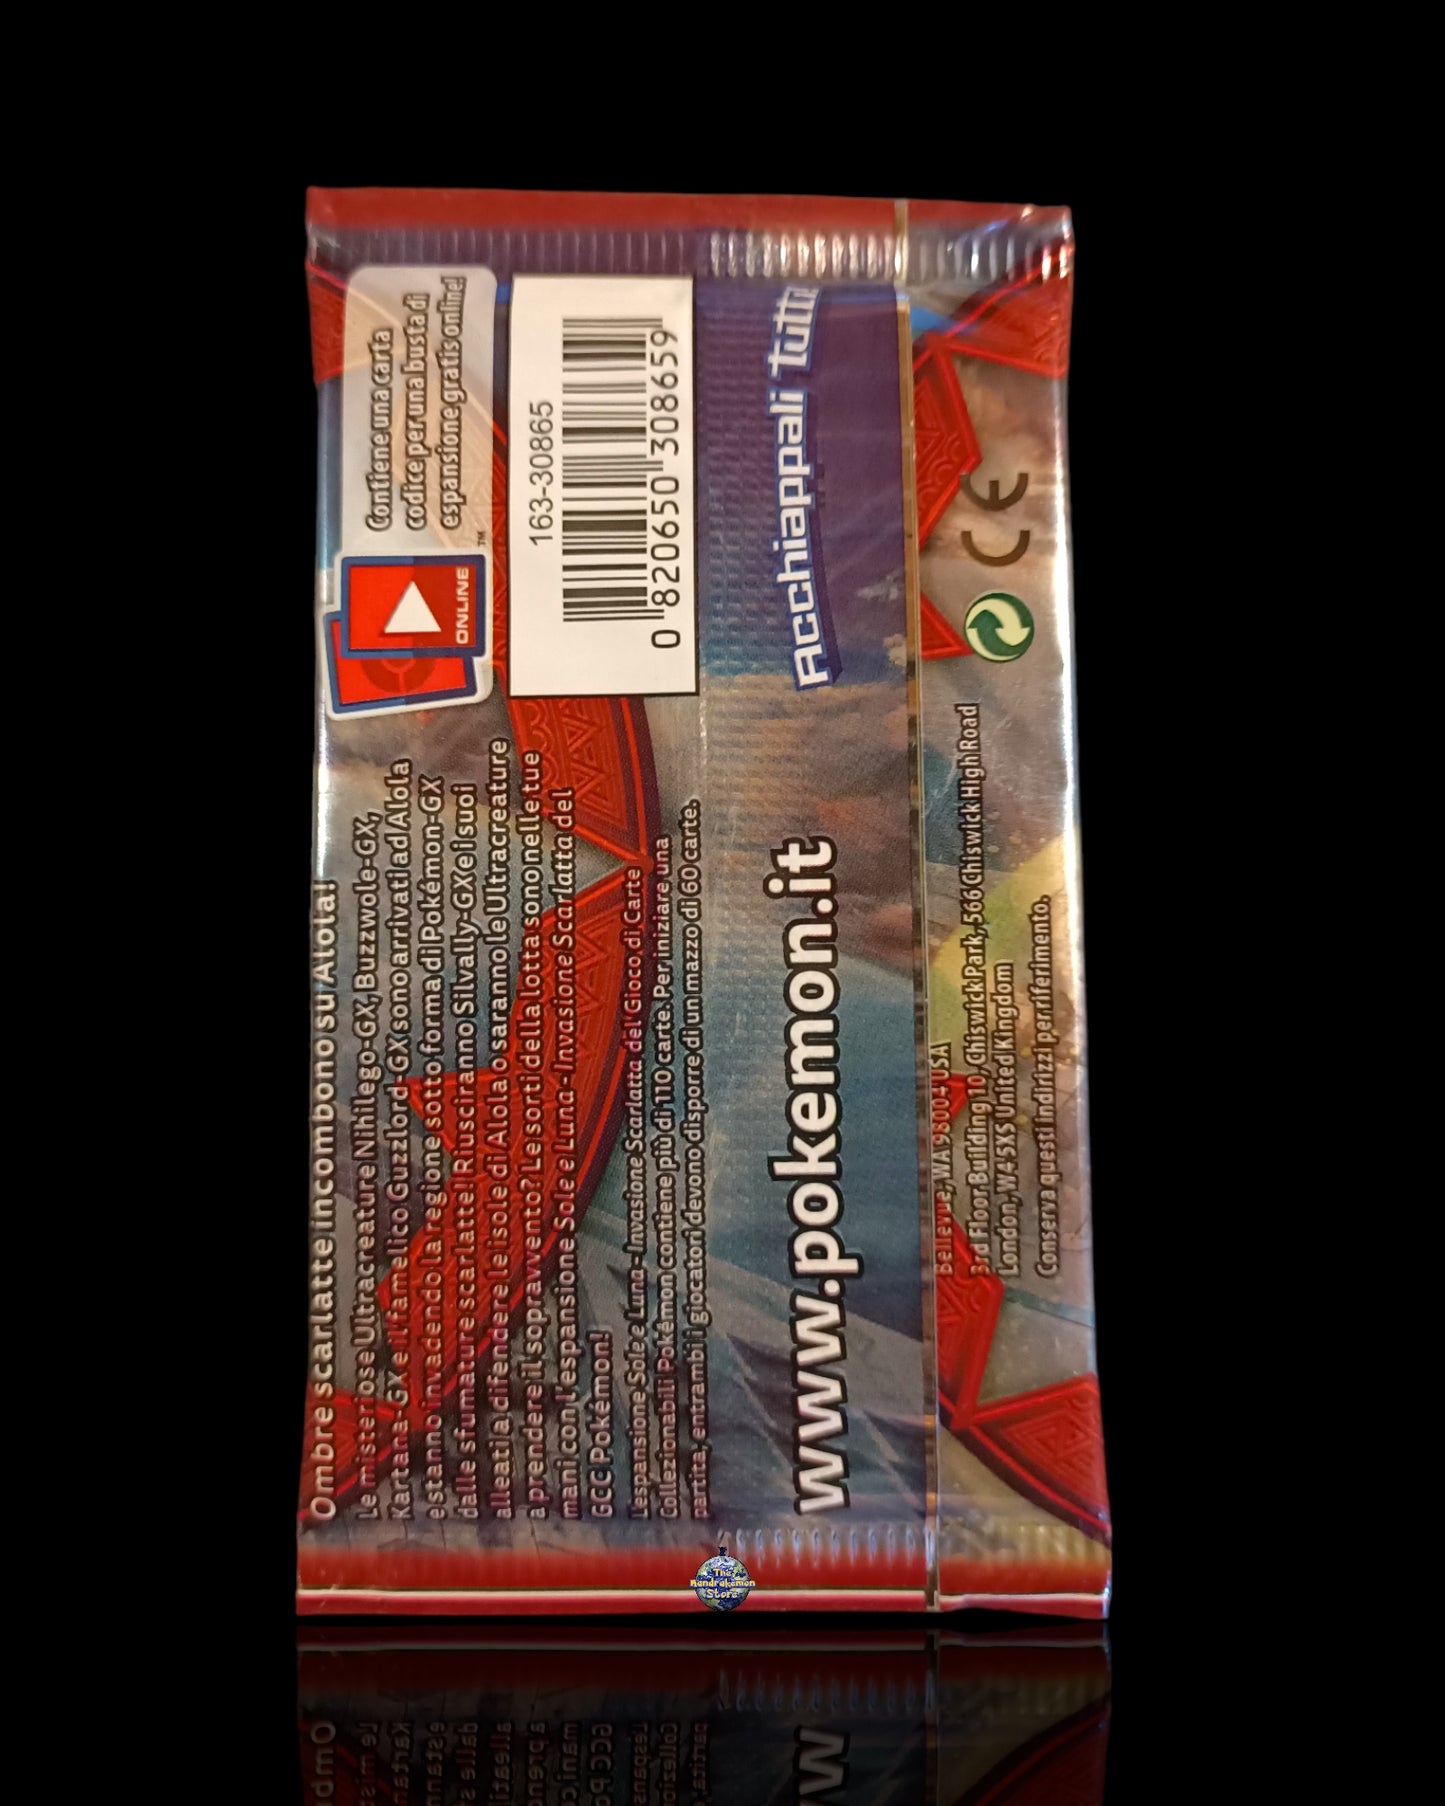 Ombre scarlatte incombono su Alola!
Le misteriose Ultracreature Nihilego-GX, Buzzwole-GX,
Kartana-GX e il famelico Guzzlord-GX sono arrivati ad Alola
e stanno invadendo la regione sotto forma di Pokémon-GX
dalle sfumature scarlatte! Riusciranno Silvally-GX e i suoi
alleati a difendere le isole di Alola o saranno le Ultracreature
a prendere il sopravvento? Le sorti della lotta sono nelle tue
mani con l'espansione Sole e Luna - Invasione Scarlatta del
GCC Pokémon!
L'espansione Sole e Luna - Invasione Scarlatta del Gioco di Carte
Collezionabili Pokémon contiene più di 110 carte. Per iniziare una
partita, entrambi i giocatori devono disporre di un mazzo di 60 carte.
ONLINE
TM
Contiene una carta
codice per una busta di
espansione gratis online!
163-30865
0 820650 308659
www.pokemon.it
Acchiappali Tutti
Bellevue, WA 98004 USA
3rd Floor Building 10, Chiswick Park, 566 Chiswick High Road
London, W4 5XS United Kingdom
Conserva questi indirizzi per riferimento.
CE
The
Mandrakemon
Store